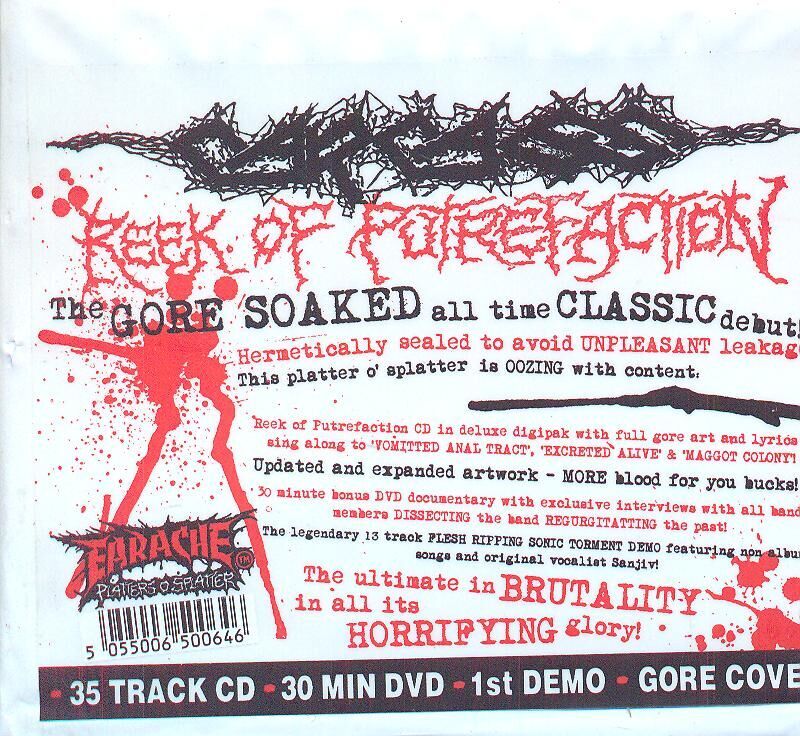 CARCASS
REEK OF PUTREFACTION
The GORE SOAKED all time CLASSIC debut
Hermetically sealed to avoid UNPLEASANT leakag
This platter o' splatter is OOZING with content:
Reek of Putrefaction CD in deluxe digipak with full gore art and lyrics
sing along to 'VOMITTED ANAL TRACT', 'EXCRETED ALIVE' & 'MAGGOT COLONY'!
Updated and expanded artwork - MORE blood for you bucks!
30 minute bonus DVD documentary with exclusive interviews with all band
members DISSECTING the band REGURGITATTING the past!
The legendary 13 track FLESH RIPPING SONIC TORMENT DEMO featuring non albu
songs and original vocalist Sanjiv!
The ultimate in BRUTALITY
in all its
HORRIFYING glory!
EARACHE TM
PLATTERS O'SPLATTER
5 055006 500646
- 35 TRACK CD - 30 MIN DVD - 1st DEMO - GORE COVE